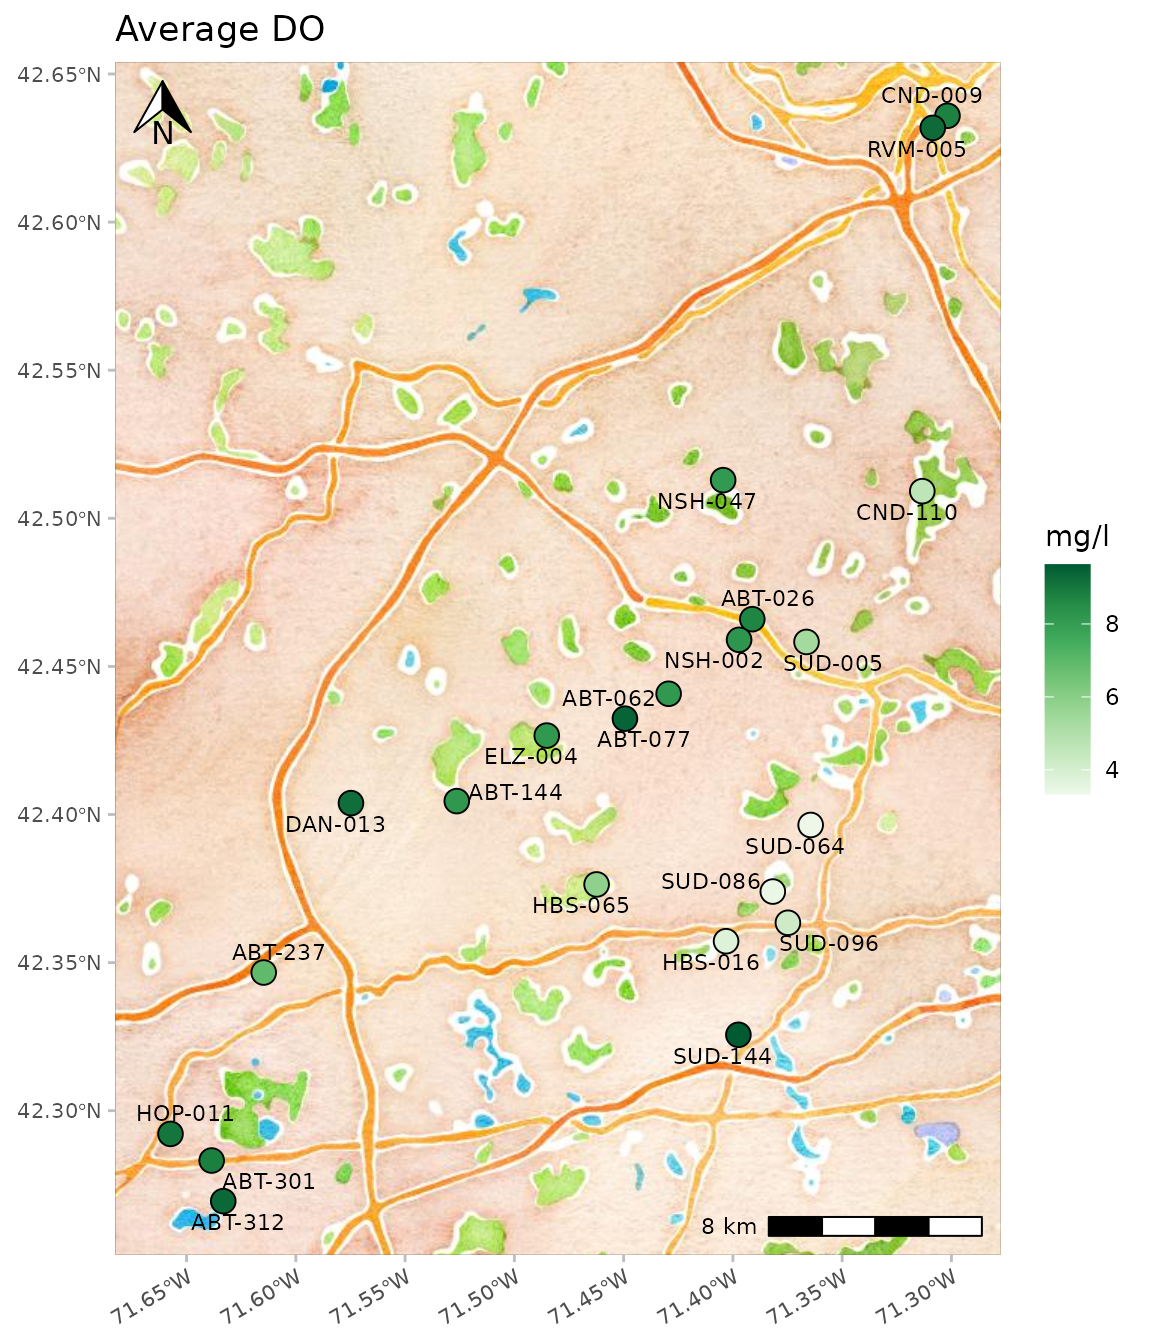 Average DO
42.65°N
42.60°N
42.55°N
42.50°N
42.45°N
42.40°N
42.35°N
42.30°N
N
CND-009
RVM-005
NSH-047
CND-110
ABT-026
NSH-002
SUD-005
ABT-062
ABT-077
ELZ-004
ABT-144
DAN-013
SUD-064
SUD-086
HBS-065
SUD-096
ABT-237
HBS-016
SUD-144
HOP-011
ABT-301
ABT-312
8 km
71.65°W
71.60°W
71.55°W
71.50°W
71.45°W
71.40°W
71.35°W
71.30°W
mg/l
8
6
4